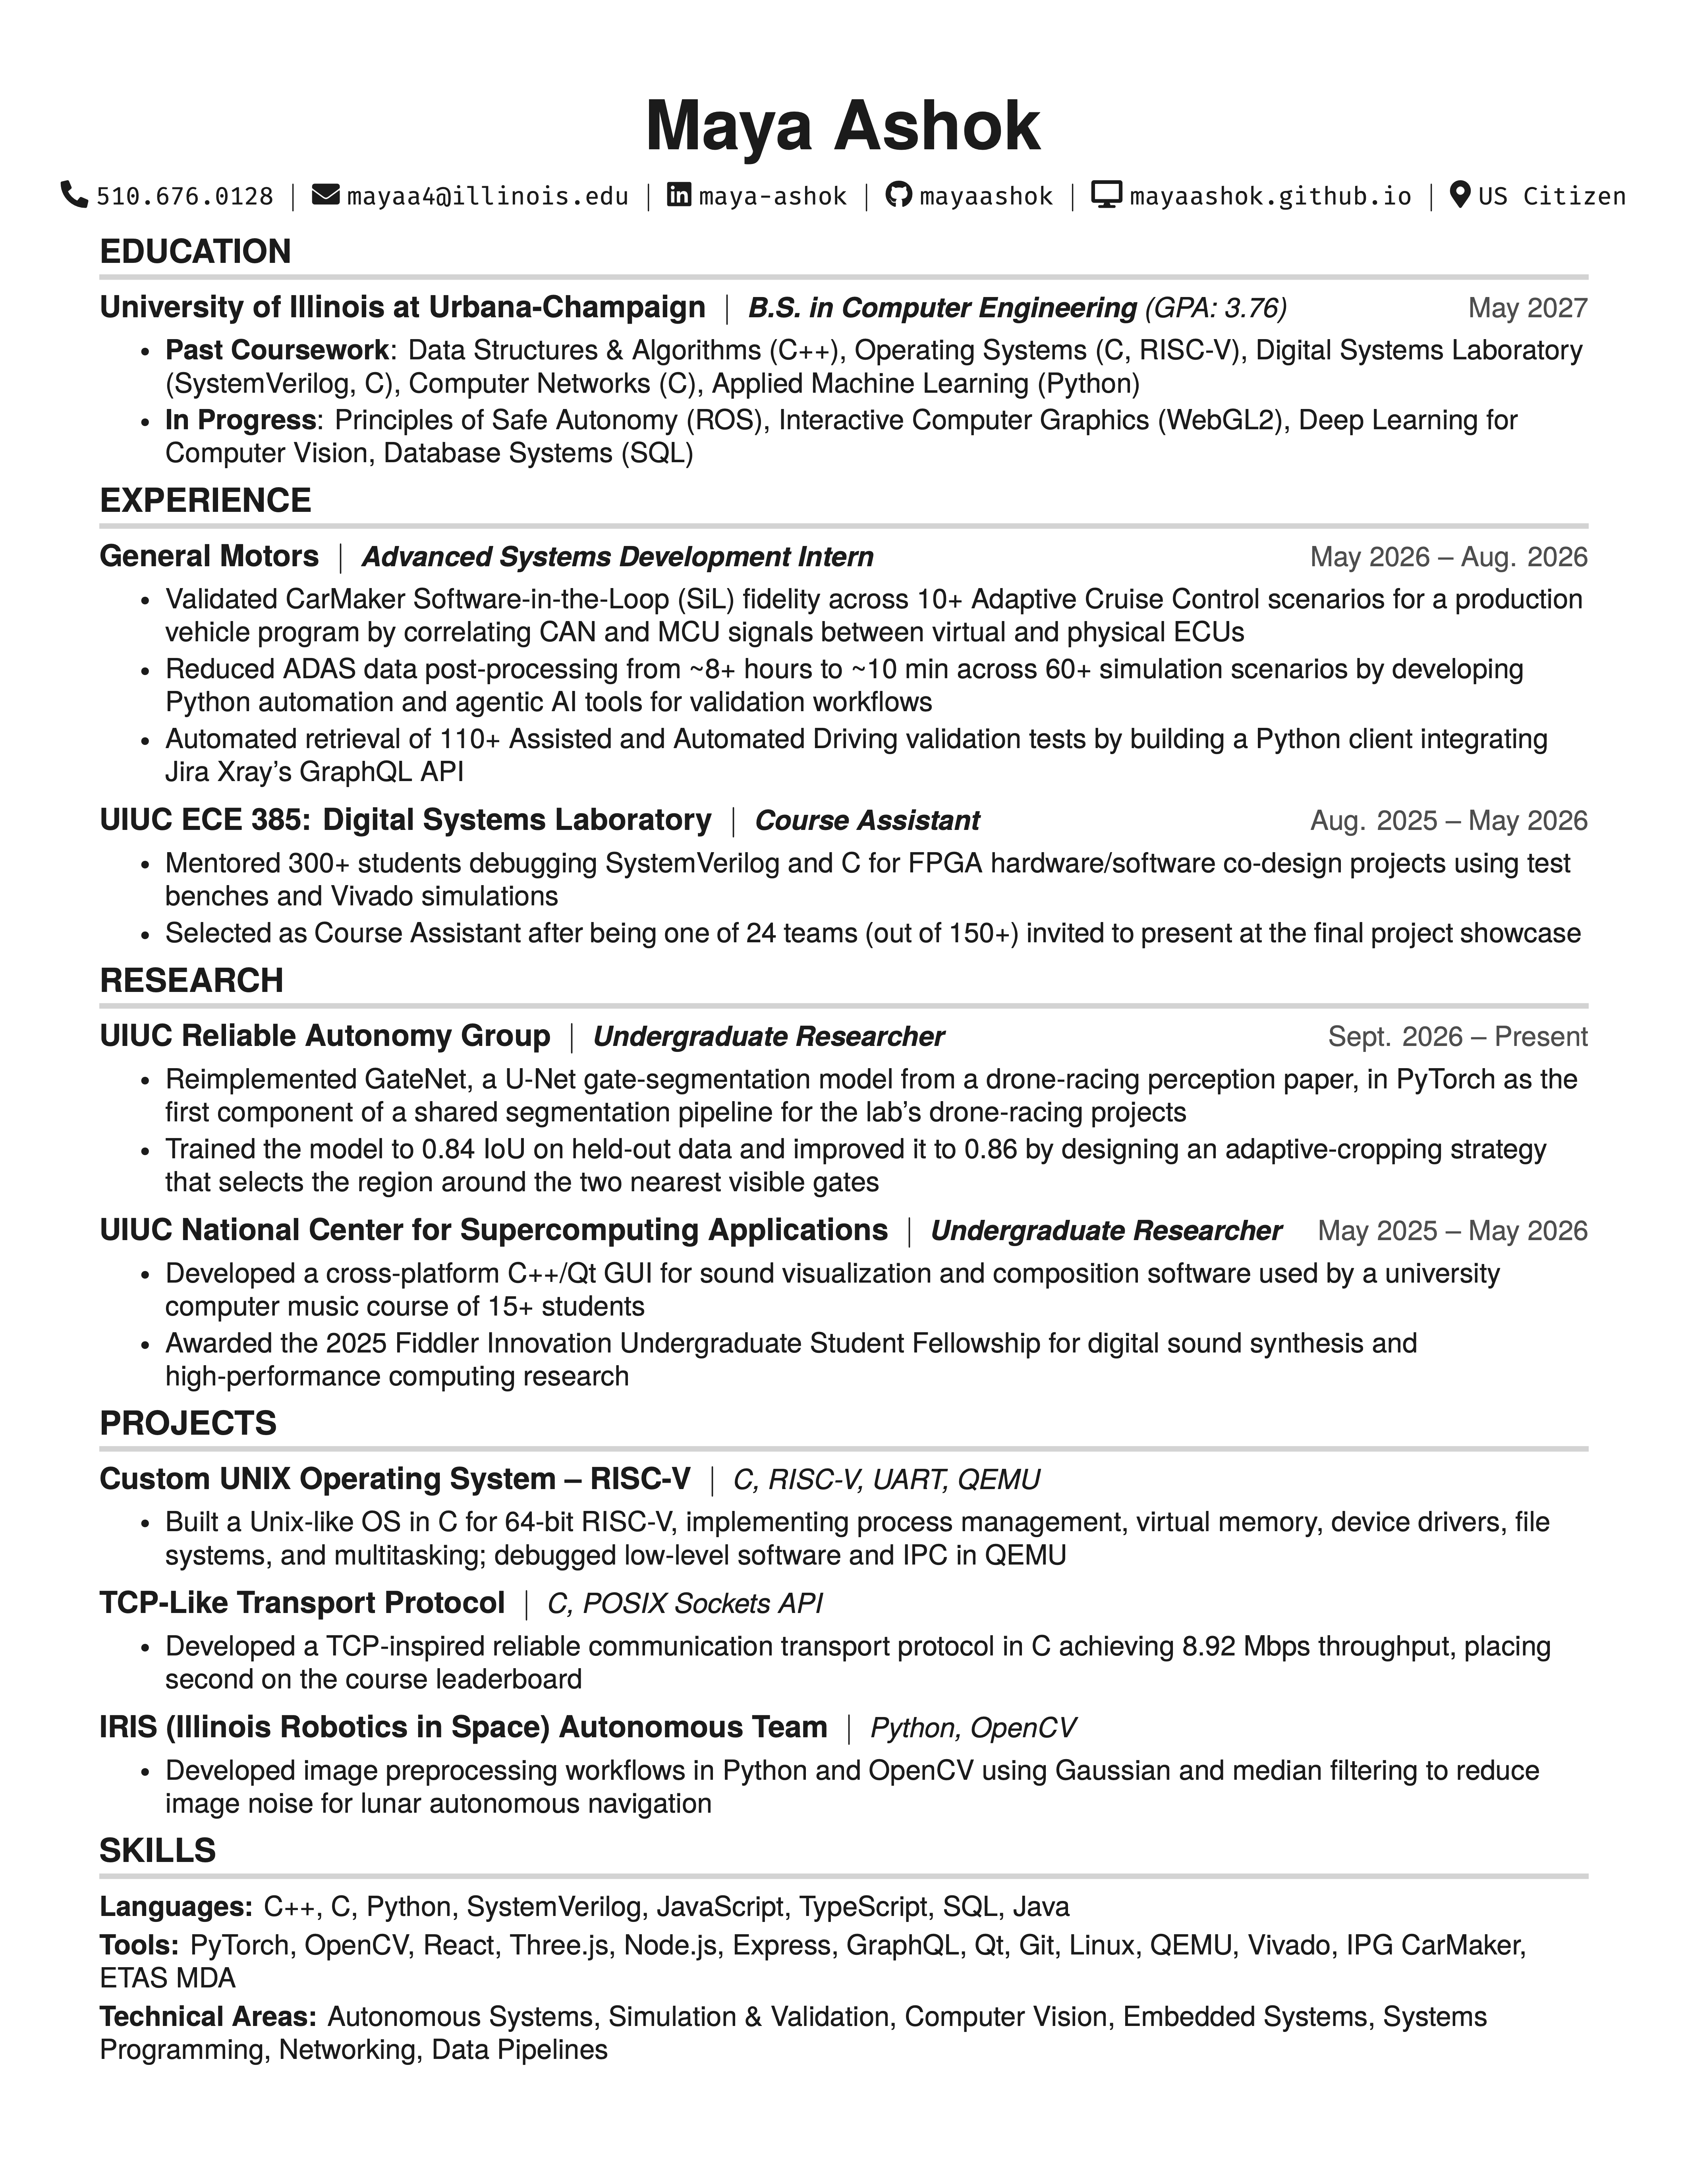 Maya Ashok
510.676.0128 | mayaa4@illinois.edu | maya-ashok | mayaashok | mayaashok.github.io | US Citizen
EDUCATION
University of Illinois at Urbana-Champaign | B.S. in Computer Engineering (GPA: 3.76) May 2027
• Past Coursework: Data Structures & Algorithms (C++), Operating Systems (C, RISC-V), Digital Systems Laboratory
(SystemVerilog, C), Computer Networks (C), Applied Machine Learning (Python)
• In Progress: Principles of Safe Autonomy (ROS), Interactive Computer Graphics (WebGL2), Deep Learning for
Computer Vision, Database Systems (SQL)
EXPERIENCE
General Motors | Advanced Systems Development Intern May 2026 – Aug. 2026
• Validated CarMaker Software-in-the-Loop (SiL) fidelity across 10+ Adaptive Cruise Control scenarios for a production
vehicle program by correlating CAN and MCU signals between virtual and physical ECUs
• Reduced ADAS data post-processing from ~8+ hours to ~10 min across 60+ simulation scenarios by developing
Python automation and agentic AI tools for validation workflows
• Automated retrieval of 110+ Assisted and Automated Driving validation tests by building a Python client integrating
Jira Xray’s GraphQL API
UIUC ECE 385: Digital Systems Laboratory | Course Assistant Aug. 2025 – May 2026
• Mentored 300+ students debugging SystemVerilog and C for FPGA hardware/software co-design projects using test
benches and Vivado simulations
• Selected as Course Assistant after being one of 24 teams (out of 150+) invited to present at the final project showcase
RESEARCH
UIUC Reliable Autonomy Group | Undergraduate Researcher Sept. 2026 – Present
• Reimplemented GateNet, a U-Net gate-segmentation model from a drone-racing perception paper, in PyTorch as the
first component of a shared segmentation pipeline for the lab’s drone-racing projects
• Trained the model to 0.84 IoU on held-out data and improved it to 0.86 by designing an adaptive-cropping strategy
that selects the region around the two nearest visible gates
UIUC National Center for Supercomputing Applications | Undergraduate Researcher May 2025 – May 2026
• Developed a cross-platform C++/Qt GUI for sound visualization and composition software used by a university
computer music course of 15+ students
• Awarded the 2025 Fiddler Innovation Undergraduate Student Fellowship for digital sound synthesis and
high-performance computing research
PROJECTS
Custom UNIX Operating System – RISC-V | C, RISC-V, UART, QEMU
• Built a Unix-like OS in C for 64-bit RISC-V, implementing process management, virtual memory, device drivers, file
systems, and multitasking; debugged low-level software and IPC in QEMU
TCP-Like Transport Protocol | C, POSIX Sockets API
• Developed a TCP-inspired reliable communication transport protocol in C achieving 8.92 Mbps throughput, placing
second on the course leaderboard
IRIS (Illinois Robotics in Space) Autonomous Team | Python, OpenCV
• Developed image preprocessing workflows in Python and OpenCV using Gaussian and median filtering to reduce
image noise for lunar autonomous navigation
SKILLS
Languages: C++, C, Python, SystemVerilog, JavaScript, TypeScript, SQL, Java
Tools: PyTorch, OpenCV, React, Three.js, Node.js, Express, GraphQL, Qt, Git, Linux, QEMU, Vivado, IPG CarMaker,
ETAS MDA
Technical Areas: Autonomous Systems, Simulation & Validation, Computer Vision, Embedded Systems, Systems
Programming, Networking, Data Pipelines